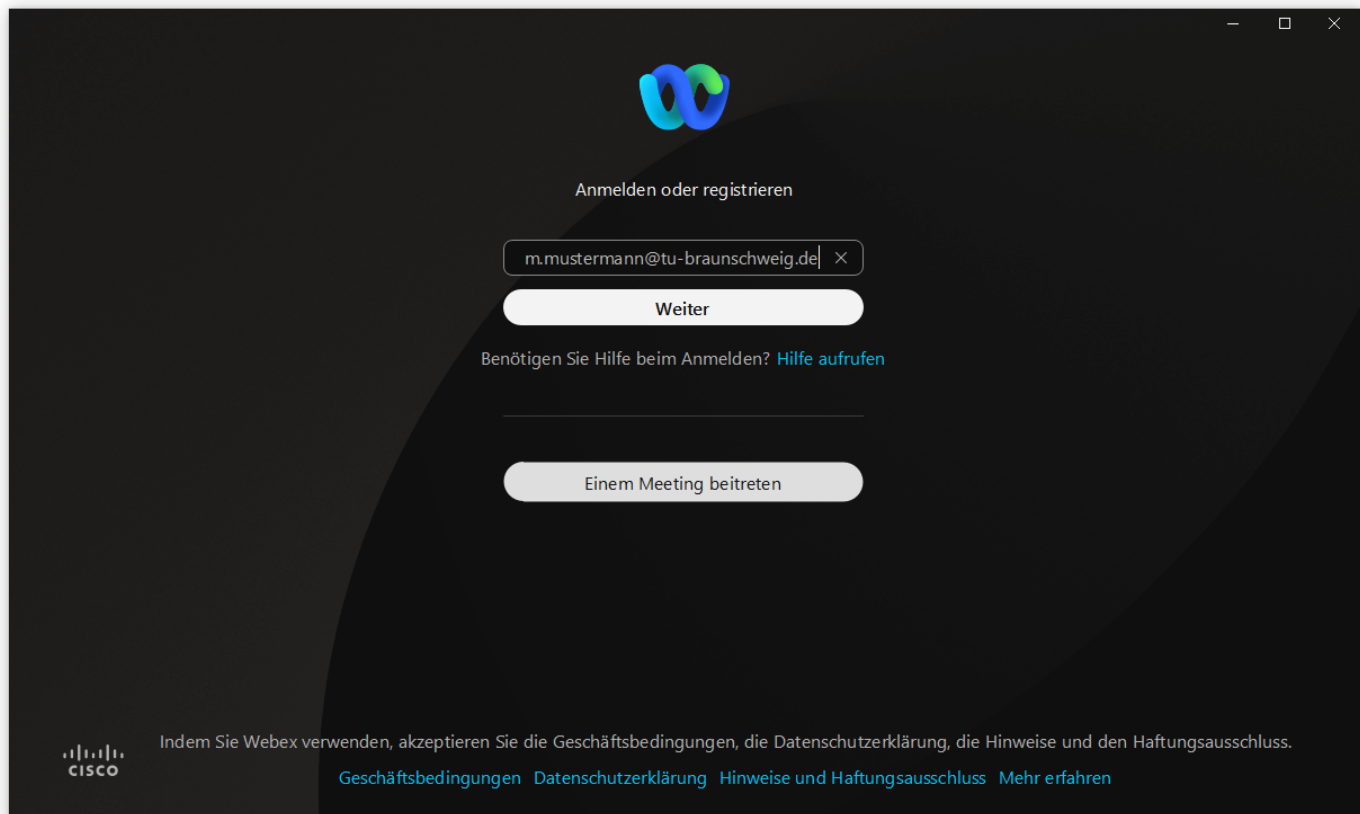 Anmelden oder registrieren
m.mustermann@tu-braunschweig.de
Weiter
Benötigen Sie Hilfe beim Anmelden? Hilfe aufrufen
Einem Meeting beitreten
Indem Sie Webex verwenden, akzeptieren Sie die Geschäftsbedingungen, die Datenschutzerklärung, die Hinweise und den Haftungsausschluss.
CISCO
Geschäftsbedingungen Datenschutzerklärung Hinweise und Haftungsausschluss Mehr erfahren